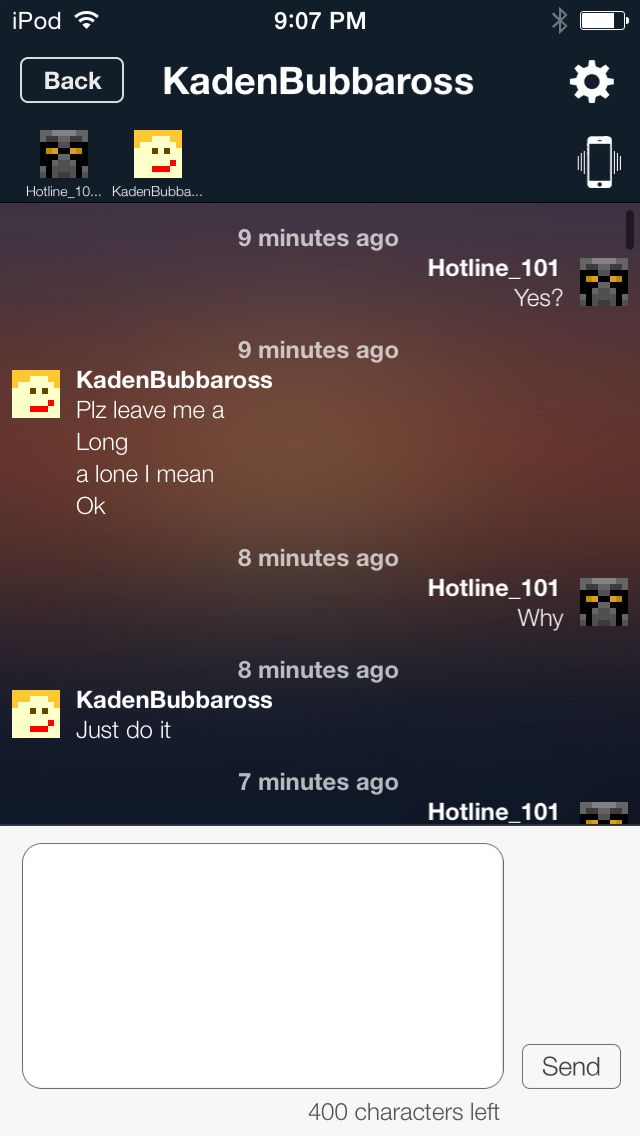 iPod 9:07 PM
Back KadenBubbaross
Hotline_10... KadenBubba...
9 minutes ago
Hotline_101
Yes?
9 minutes ago
KadenBubbaross
Plz leave me a
Long
a lone I mean
Ok
8 minutes ago
Hotline_101
Why
8 minutes ago
KadenBubbaross
Just do it
7 minutes ago
Hotline_101
Send
400 characters left